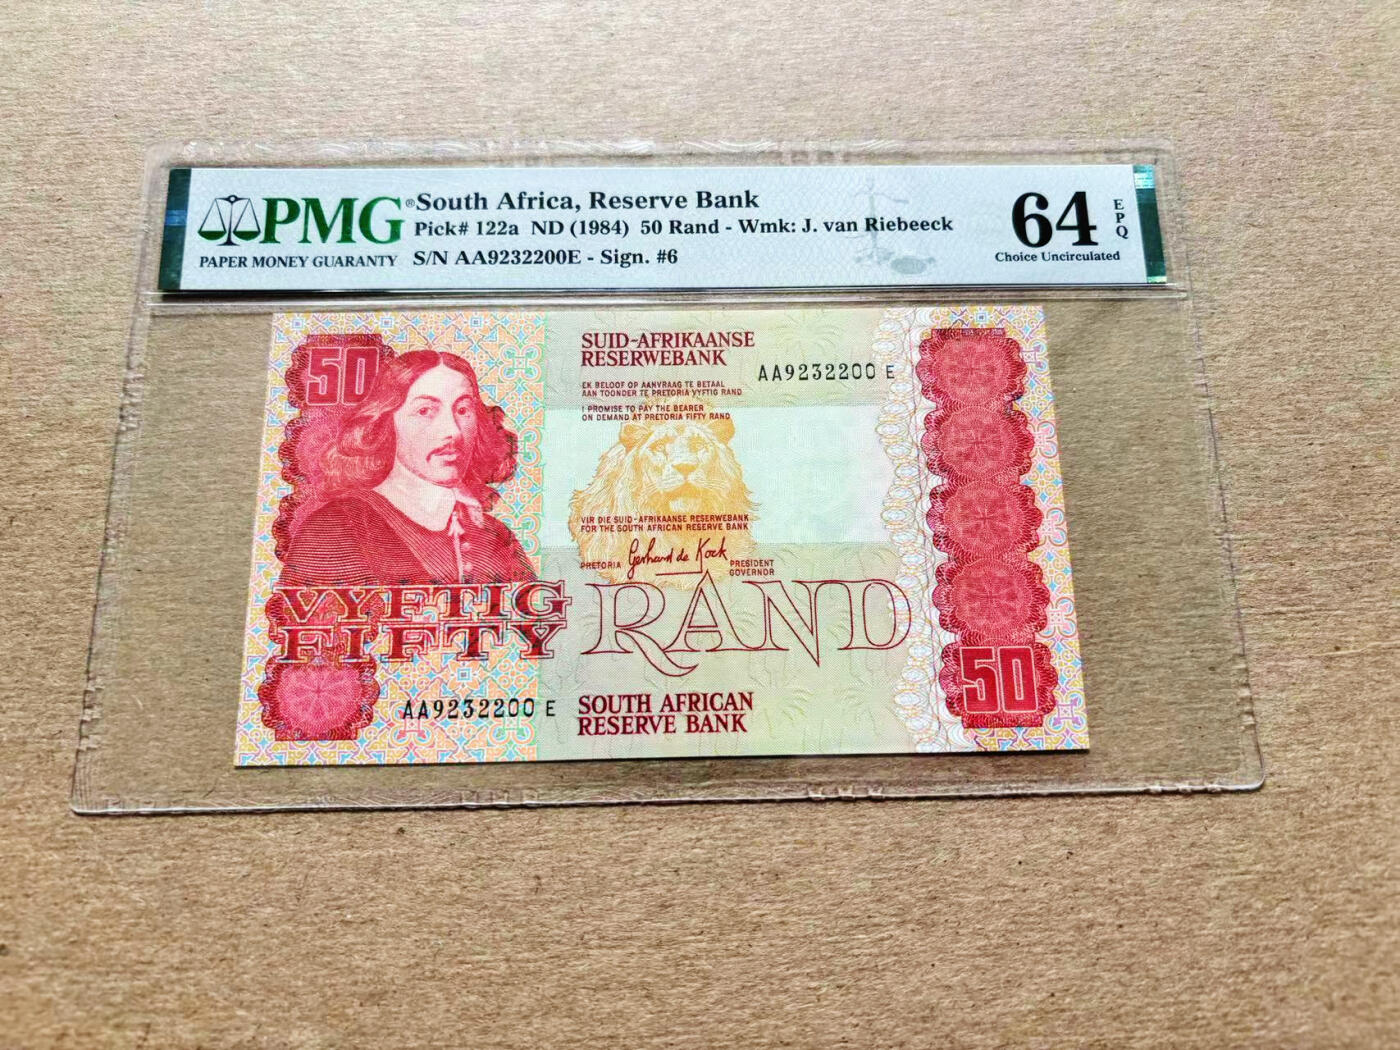 PMG®
PAPER MONEY GUARANTY
South Africa, Reserve Bank
Pick# 122a ND (1984) 50 Rand - Wmk: J. van Riebeeck
S/N AA9232200E - Sign. #6
64
EPQ
Choice Uncirculated
50
SUID-AFRIKAANSE
RESERWEBANK
AA9232200 E
EK BELOOF OP AANVRAAG TE BETAAL
AAN TOONDER TE PRETORIA VYFTIG RAND
I PROMISE TO PAY THE BEARER
ON DEMAND AT PRETORIA FIFTY RAND
VIR DIE SUID-AFRIKAANSE RESERWEBANK
FOR THE SOUTH AFRICAN RESERVE BANK
Gerhard de Kock
PRETORIA
PRESIDENT
GOVERNOR
VYFTIG
FIFTY
RAND
50
AA9232200 E
SOUTH AFRICAN
RESERVE BANK